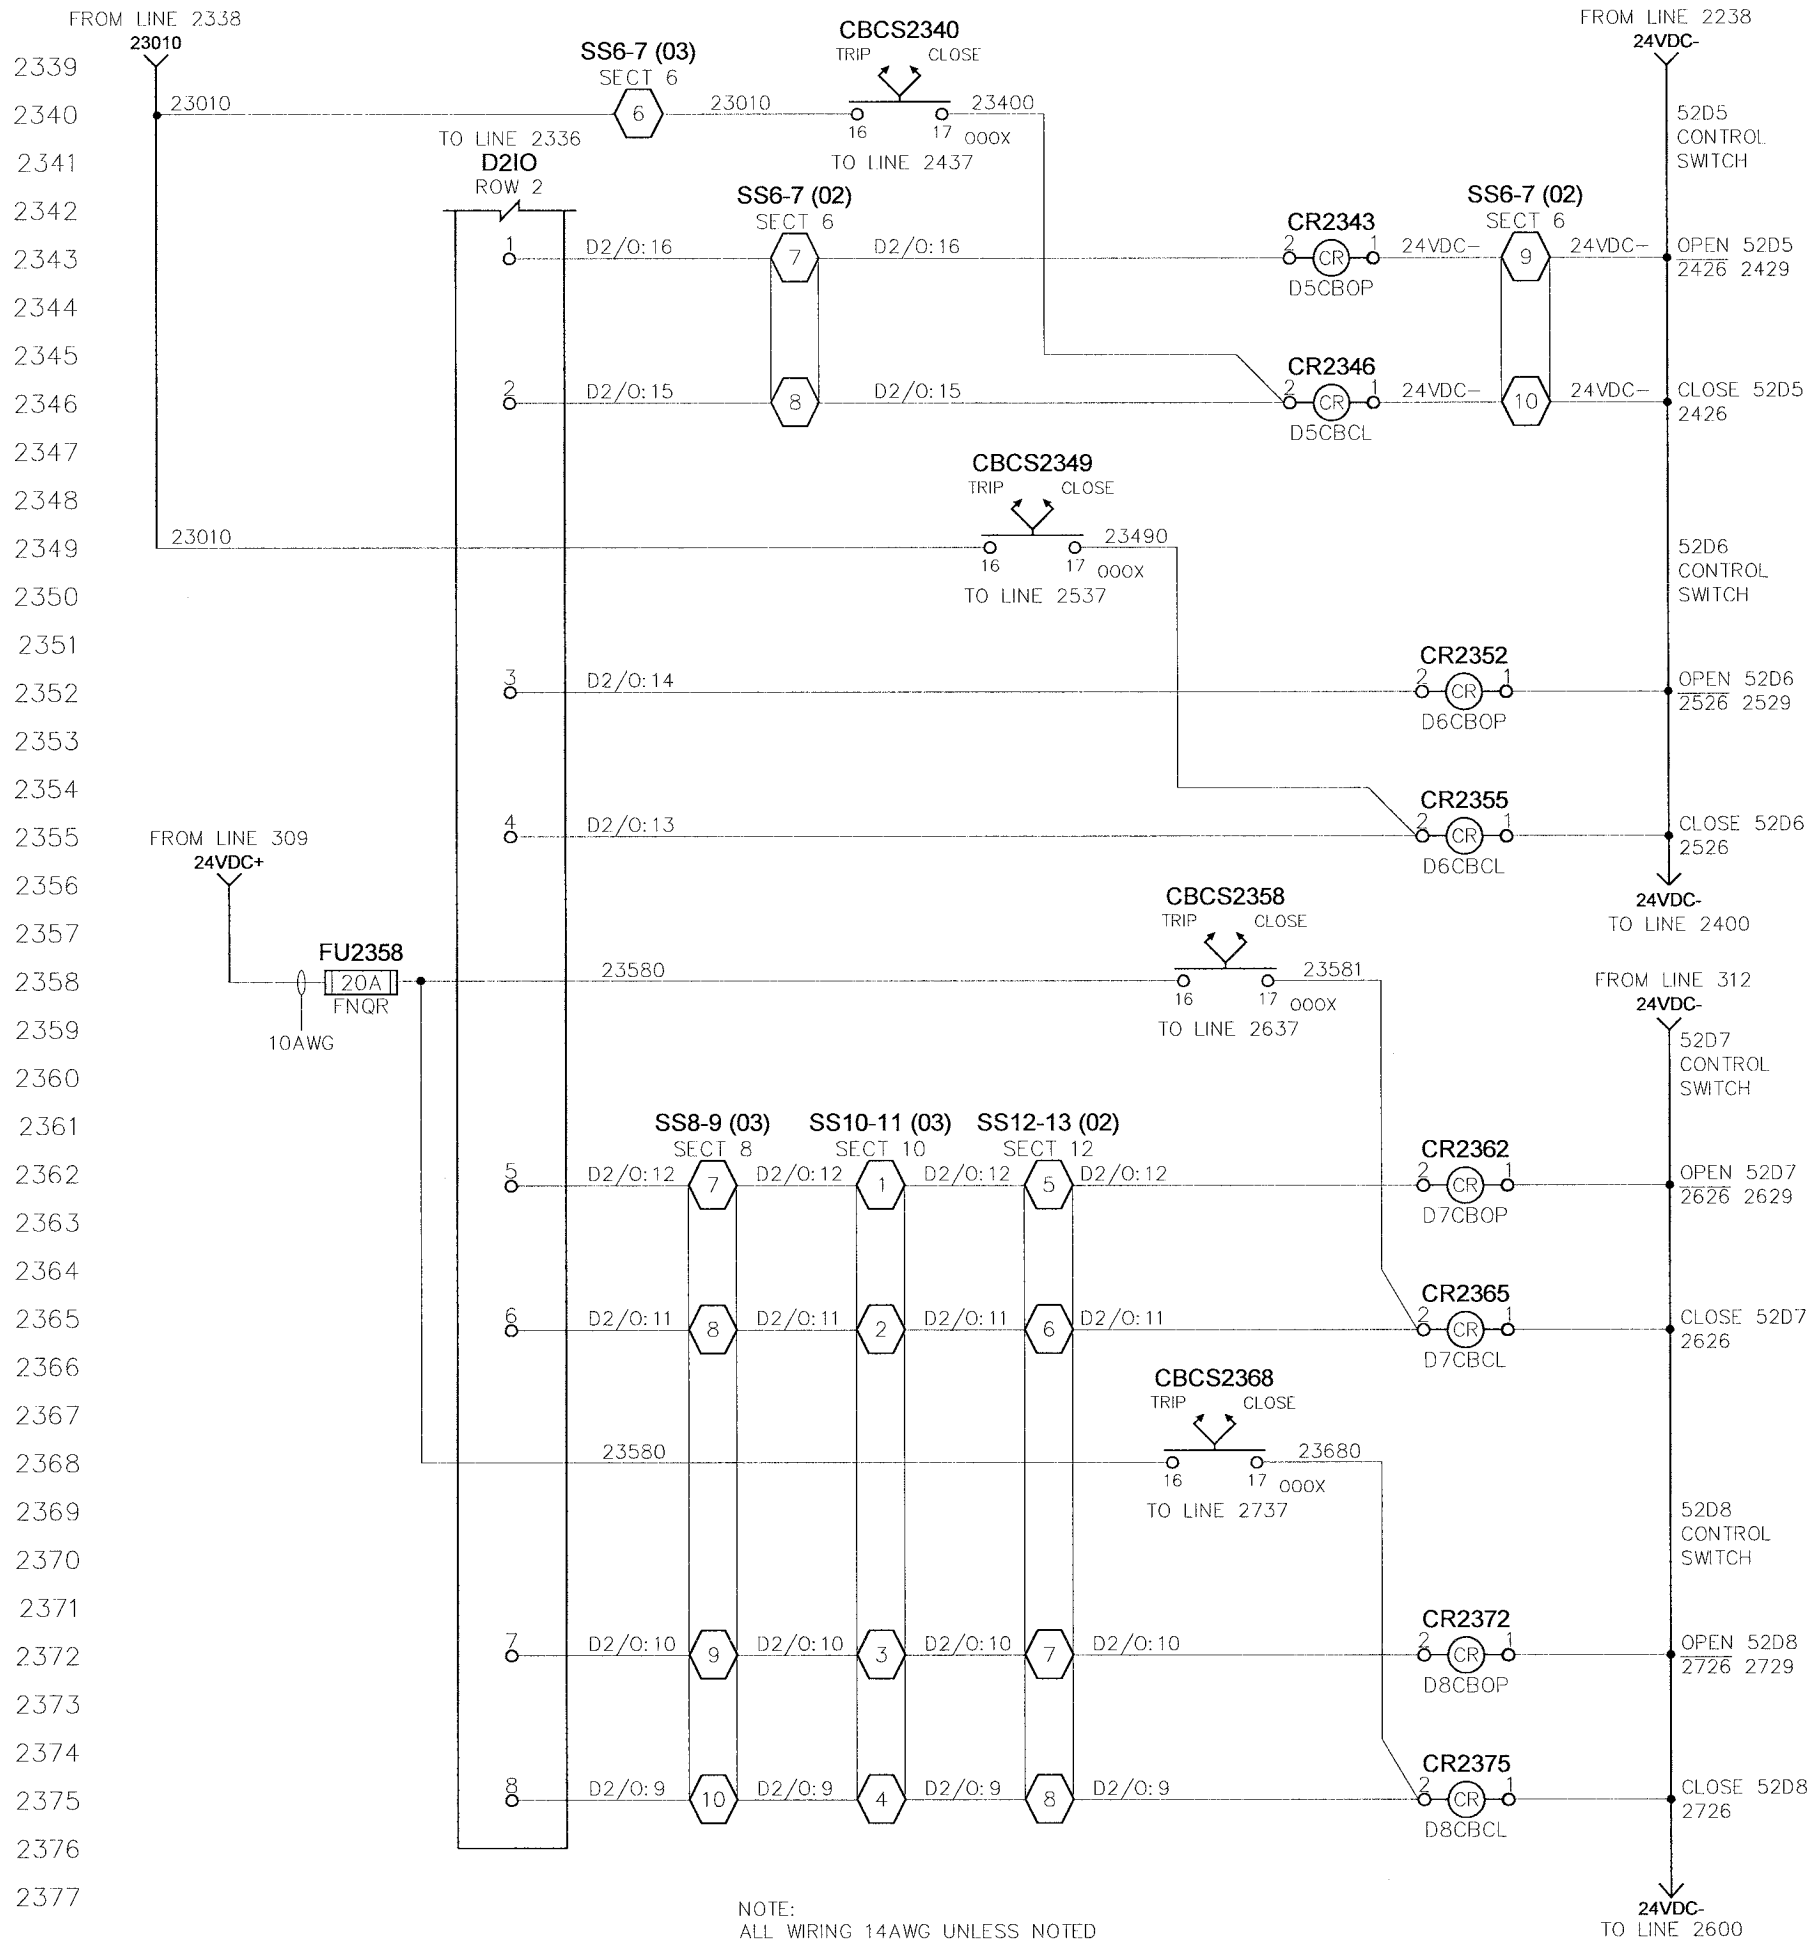 FROM LINE 2338
23010
FROM LINE 2238
24VDC-
2339
SS6-7 (03)
SECT 6
CBCS2340
TRIP CLOSE
2340
23010
6
23010
16
17
000X
23400
TO LINE 2437
52D5
CONTROL
SWITCH
2341
TO LINE 2336
D2IO
ROW 2
2342
SS6-7 (02)
SECT 6
CR2343
SS6-7 (02)
SECT 6
2343
1
D2/O:16
7
D2/O:16
2
CR
1
D5CBOP
24VDC-
9
24VDC-
OPEN 52D5
2426 2429
2344
2345
CR2346
2346
2
D2/O:15
8
D2/O:15
2
CR
1
D5CBCL
24VDC-
10
24VDC-
CLOSE 52D5
2426
2347
CBCS2349
2348
TRIP CLOSE
2349
23010
16
17
000X
23490
TO LINE 2537
52D6
CONTROL
SWITCH
2350
2351
CR2352
2352
3
D2/O:14
2
CR
1
D6CBOP
OPEN 52D6
2526 2529
2353
2354
CR2355
2355
4
D2/O:13
2
CR
1
D6CBCL
CLOSE 52D6
2526
FROM LINE 309
24VDC+
2356
CBCS2358
TRIP CLOSE
24VDC-
TO LINE 2400
2357
FU2358
2358
20A
FNQR
10AWG
23580
16
17
000X
23581
TO LINE 2637
FROM LINE 312
24VDC-
2359
52D7
CONTROL
SWITCH
2360
2361
SS8-9 (03)
SECT 8
SS10-11 (03)
SECT 10
SS12-13 (02)
SECT 12
CR2362
2362
5
D2/O:12
7
D2/O:12
1
D2/O:12
5
D2/O:12
2
CR
1
D7CBOP
OPEN 52D7
2626 2629
2363
2364
CR2365
2365
6
D2/O:11
8
D2/O:11
2
D2/O:11
6
D2/O:11
2
CR
1
D7CBCL
CLOSE 52D7
2626
2366
CBCS2368
2367
TRIP CLOSE
2368
23580
16
17
000X
23680
TO LINE 2737
2369
52D8
CONTROL
SWITCH
2370
2371
CR2372
2372
7
D2/O:10
9
D2/O:10
3
D2/O:10
7
D2/O:10
2
CR
1
D8CBOP
OPEN 52D8
2726 2729
2373
2374
CR2375
2375
8
D2/O:9
10
D2/O:9
4
D2/O:9
8
D2/O:9
2
CR
1
D8CBCL
CLOSE 52D8
2726
2376
2377
24VDC-
TO LINE 2600
NOTE:
ALL WIRING 14AWG UNLESS NOTED